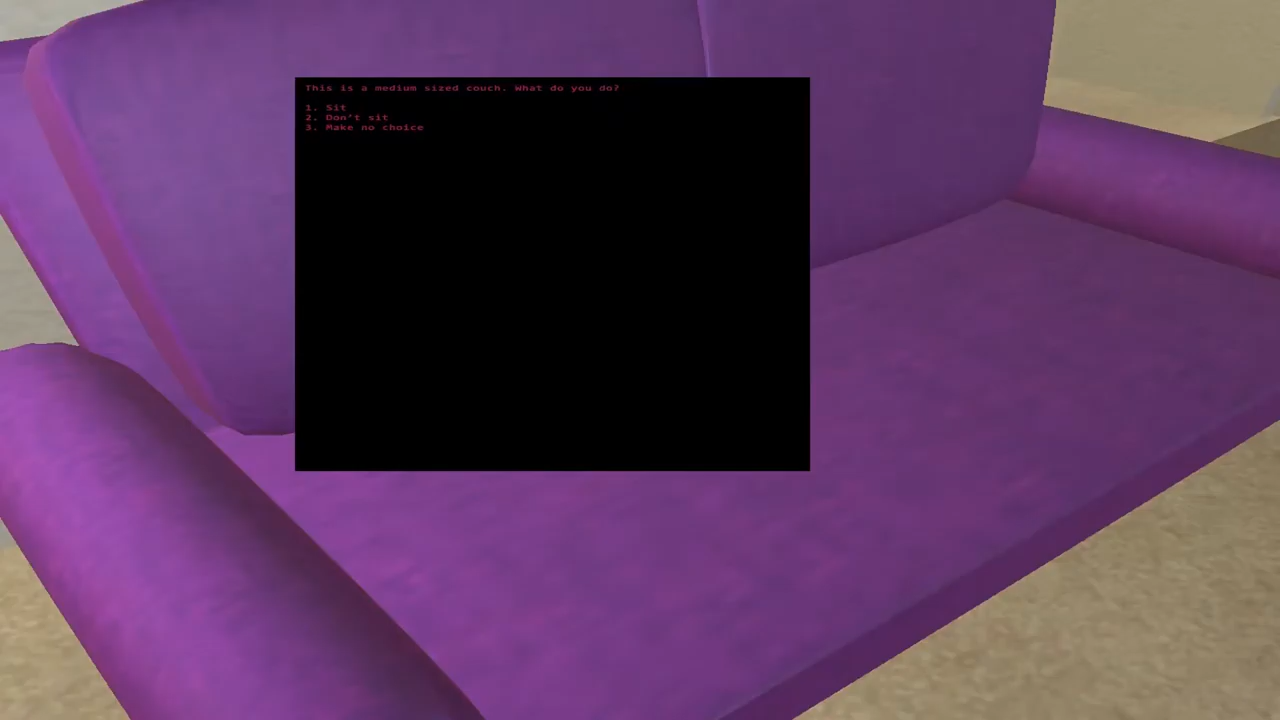 This is a medium sized couch. What do you do?
1. Sit
2. Don't sit
3. Make no choice